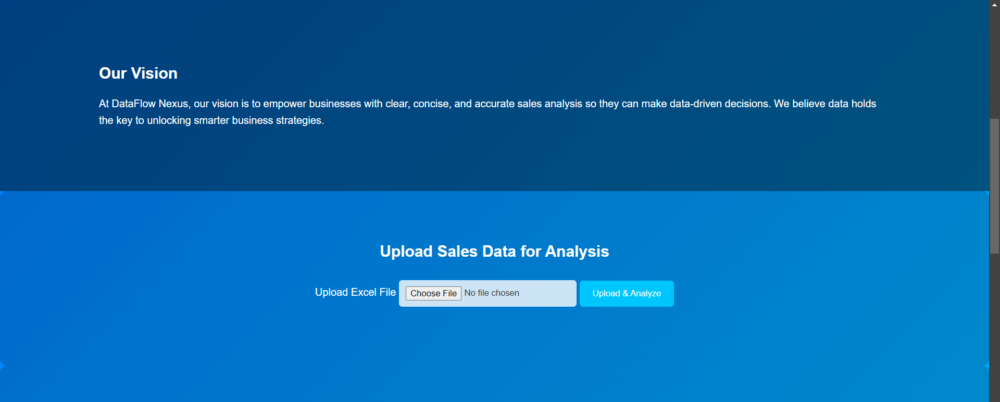 Our Vision
At DataFlow Nexus, our vision is to empower businesses with clear, concise, and accurate sales analysis so they can make data-driven decisions. We believe data holds
the key to unlocking smarter business strategies.
Upload Sales Data for Analysis
Upload Excel File Choose File No file chosen Upload & Analyze